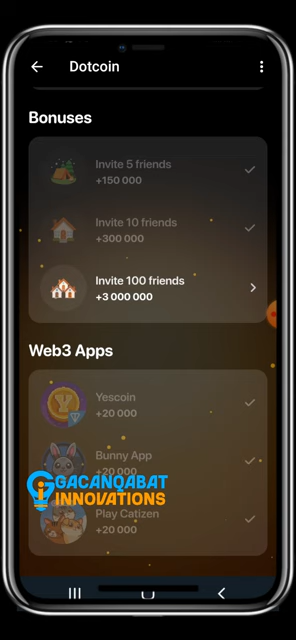 Dotcoin
Bonuses
Invite 5 friends
+150 000
Invite 10 friends
+300 000
Invite 100 friends
+3 000 000
Web3 Apps
Yescoin
+20 000
Bunny App
+20 000
GACANQABAT
INNOVATIONS
Play Catizen
+20 000